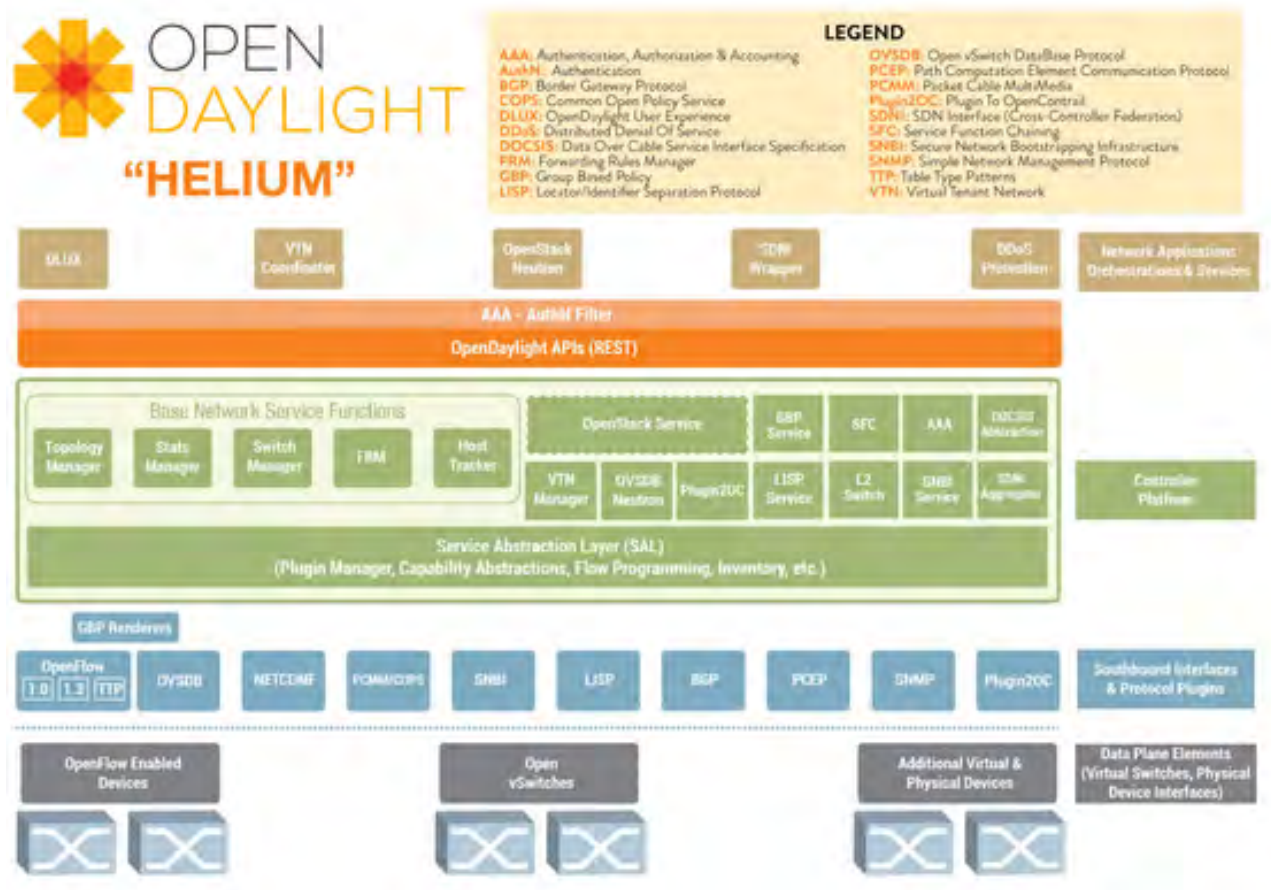 OPEN
DAYLIGHT
“HELIUM”
LEGEND
AAA: Authentication, Authorization & Accounting
AuthN: Authentication
BGP: Border Gateway Protocol
COPS: Common Open Policy Service
DLUX: OpenDaylight User Experience
DDoS: Distributed Denial Of Service
DOCSIS: Data Over Cable Service Interface Specification
FRM: Forwarding Rules Manager
GBP: Group Based Policy
LISP: Locator/Identifier Separation Protocol
OVSDB: Open vSwitch DataBase Protocol
PCEP: Path Computation Element Communication Protocol
PCMM: Packet Cable MultiMedia
Plugin2OC: Plugin To OpenContrail
SDNI: SDN Interface (Cross-Controller Federation)
SFC: Service Function Chaining
SNBI: Secure Network Bootstrapping Infrastructure
SNMP: Simple Network Management Protocol
TTP: Table Type Patterns
VTN: Virtual Tenant Network
DLUX
VTN
Coordinator
OpenStack
Neutron
SDNI
Wrapper
DDoS
Protection
Network Applications
Orchestrations & Services
AAA - AuthN Filter
OpenDaylight APIs (REST)
Base Network Service Functions
Topology
Manager
Stats
Manager
Switch
Manager
FRM
Host
Tracker
OpenStack Service
GBP
Service
SFC
AAA
DOCSIS
Abstraction
VTN
Manager
OVSDB
Neutron
Plugin2OC
LISP
Service
L2
Switch
SNBI
Service
SDNI
Aggregator
Controller
Platform
Service Abstraction Layer (SAL)
(Plugin Manager, Capability Abstractions, Flow Programming, Inventory, etc.)
GBP Renderers
OpenFlow
1.0 1.3 TTP
OVSDB
NETCONF
PCMM/COPS
SNBI
LISP
BGP
PCEP
SNMP
Plugin2OC
Southbound Interfaces
& Protocol Plugins
OpenFlow Enabled
Devices
Open
vSwitches
Additional Virtual &
Physical Devices
Data Plane Elements
(Virtual Switches, Physical
Device Interfaces)